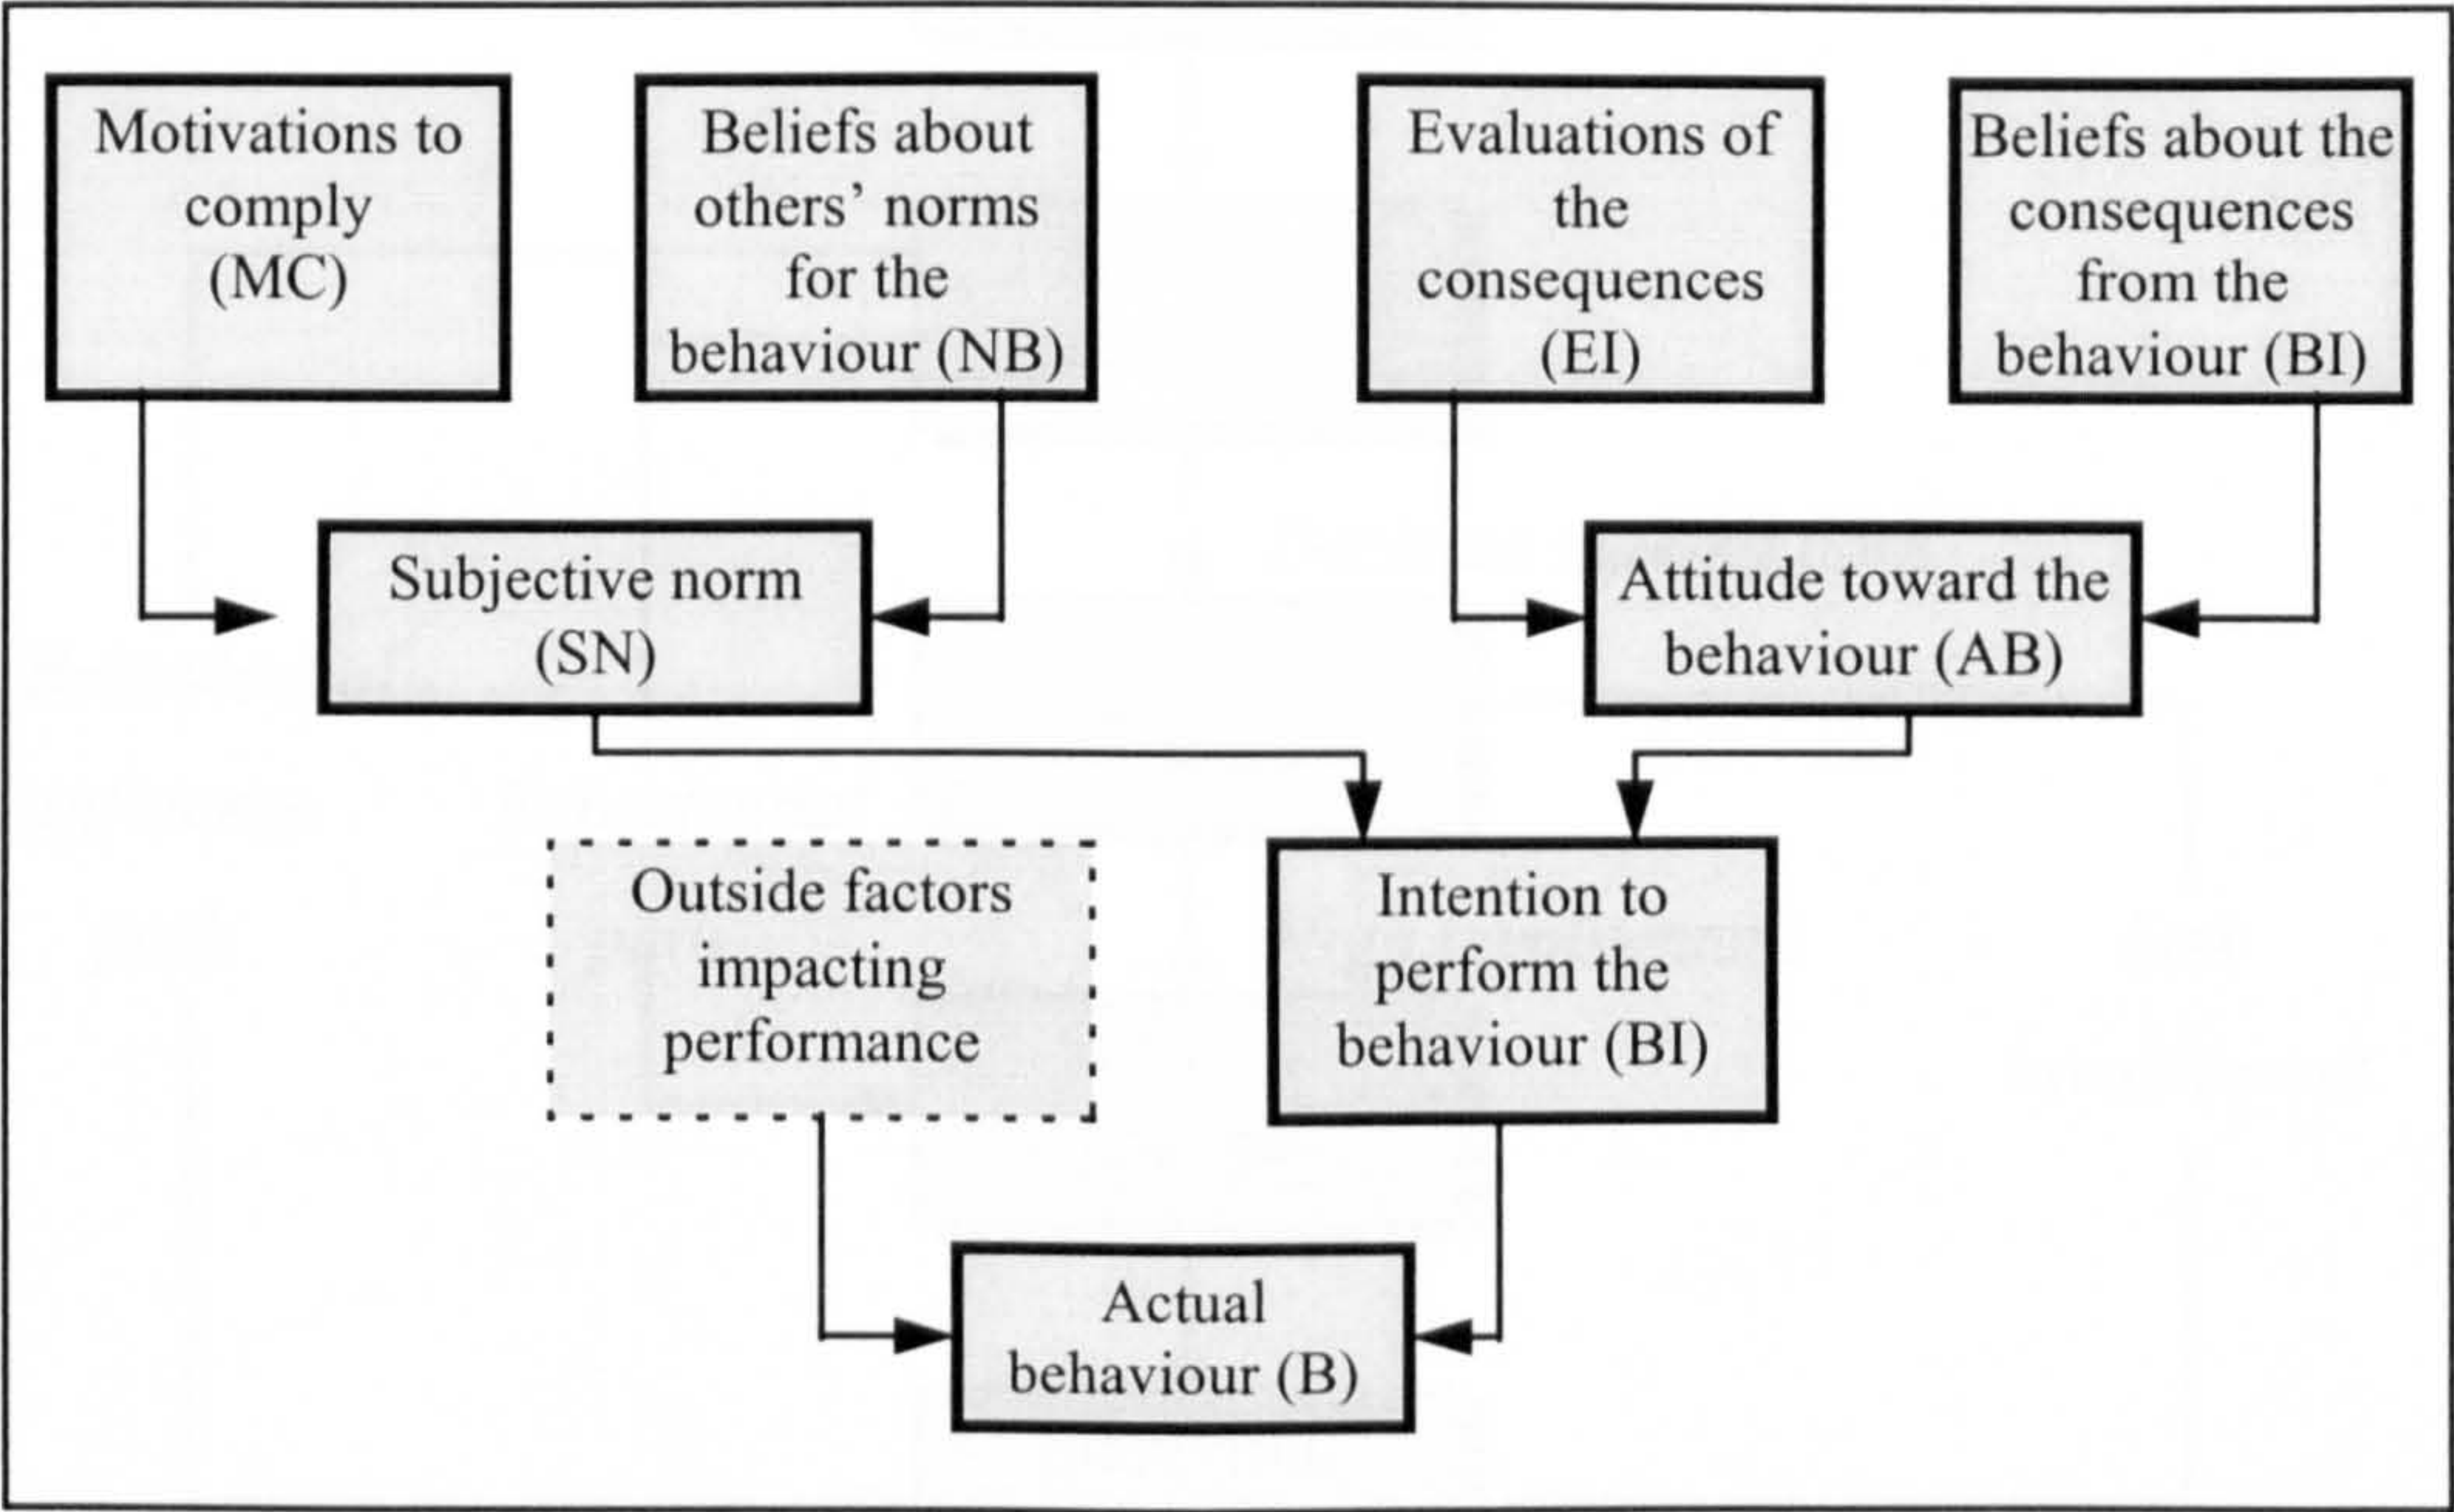 Motivations to
comply
(MC)
Beliefs about
others’ norms
for the
behaviour (NB)
Evaluations of
the
consequences
(EI)
Beliefs about the
consequences
from the
behaviour (BI)
Subjective norm
(SN)
Attitude toward the
behaviour (AB)
Outside factors
impacting
performance
Intention to
perform the
behaviour (BI)
Actual
behaviour (B)